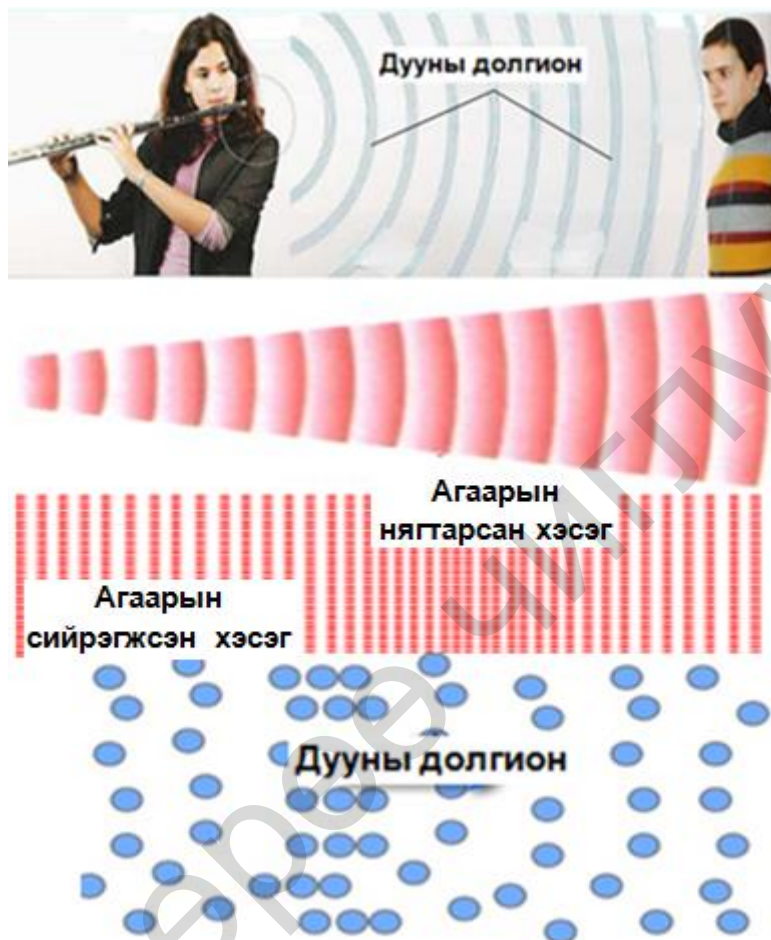 Дууны долгион
Агаарын
нягтарсан хэсэг
Агаарын
сийрэгжсэн хэсэг
Дууны долгион